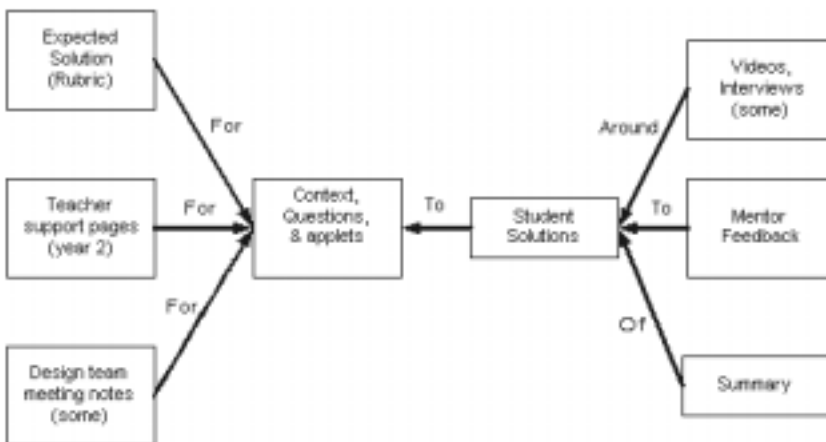 Expected
Solution
(Rubric)
For
Teacher
support pages
(year 2)
For
Design team
meeting notes
(some)
For
Context,
Questions,
& applets
To
Student
Solutions
Videos,
Interviews
(some)
Around
Mentor
Feedback
To
Summary
Of